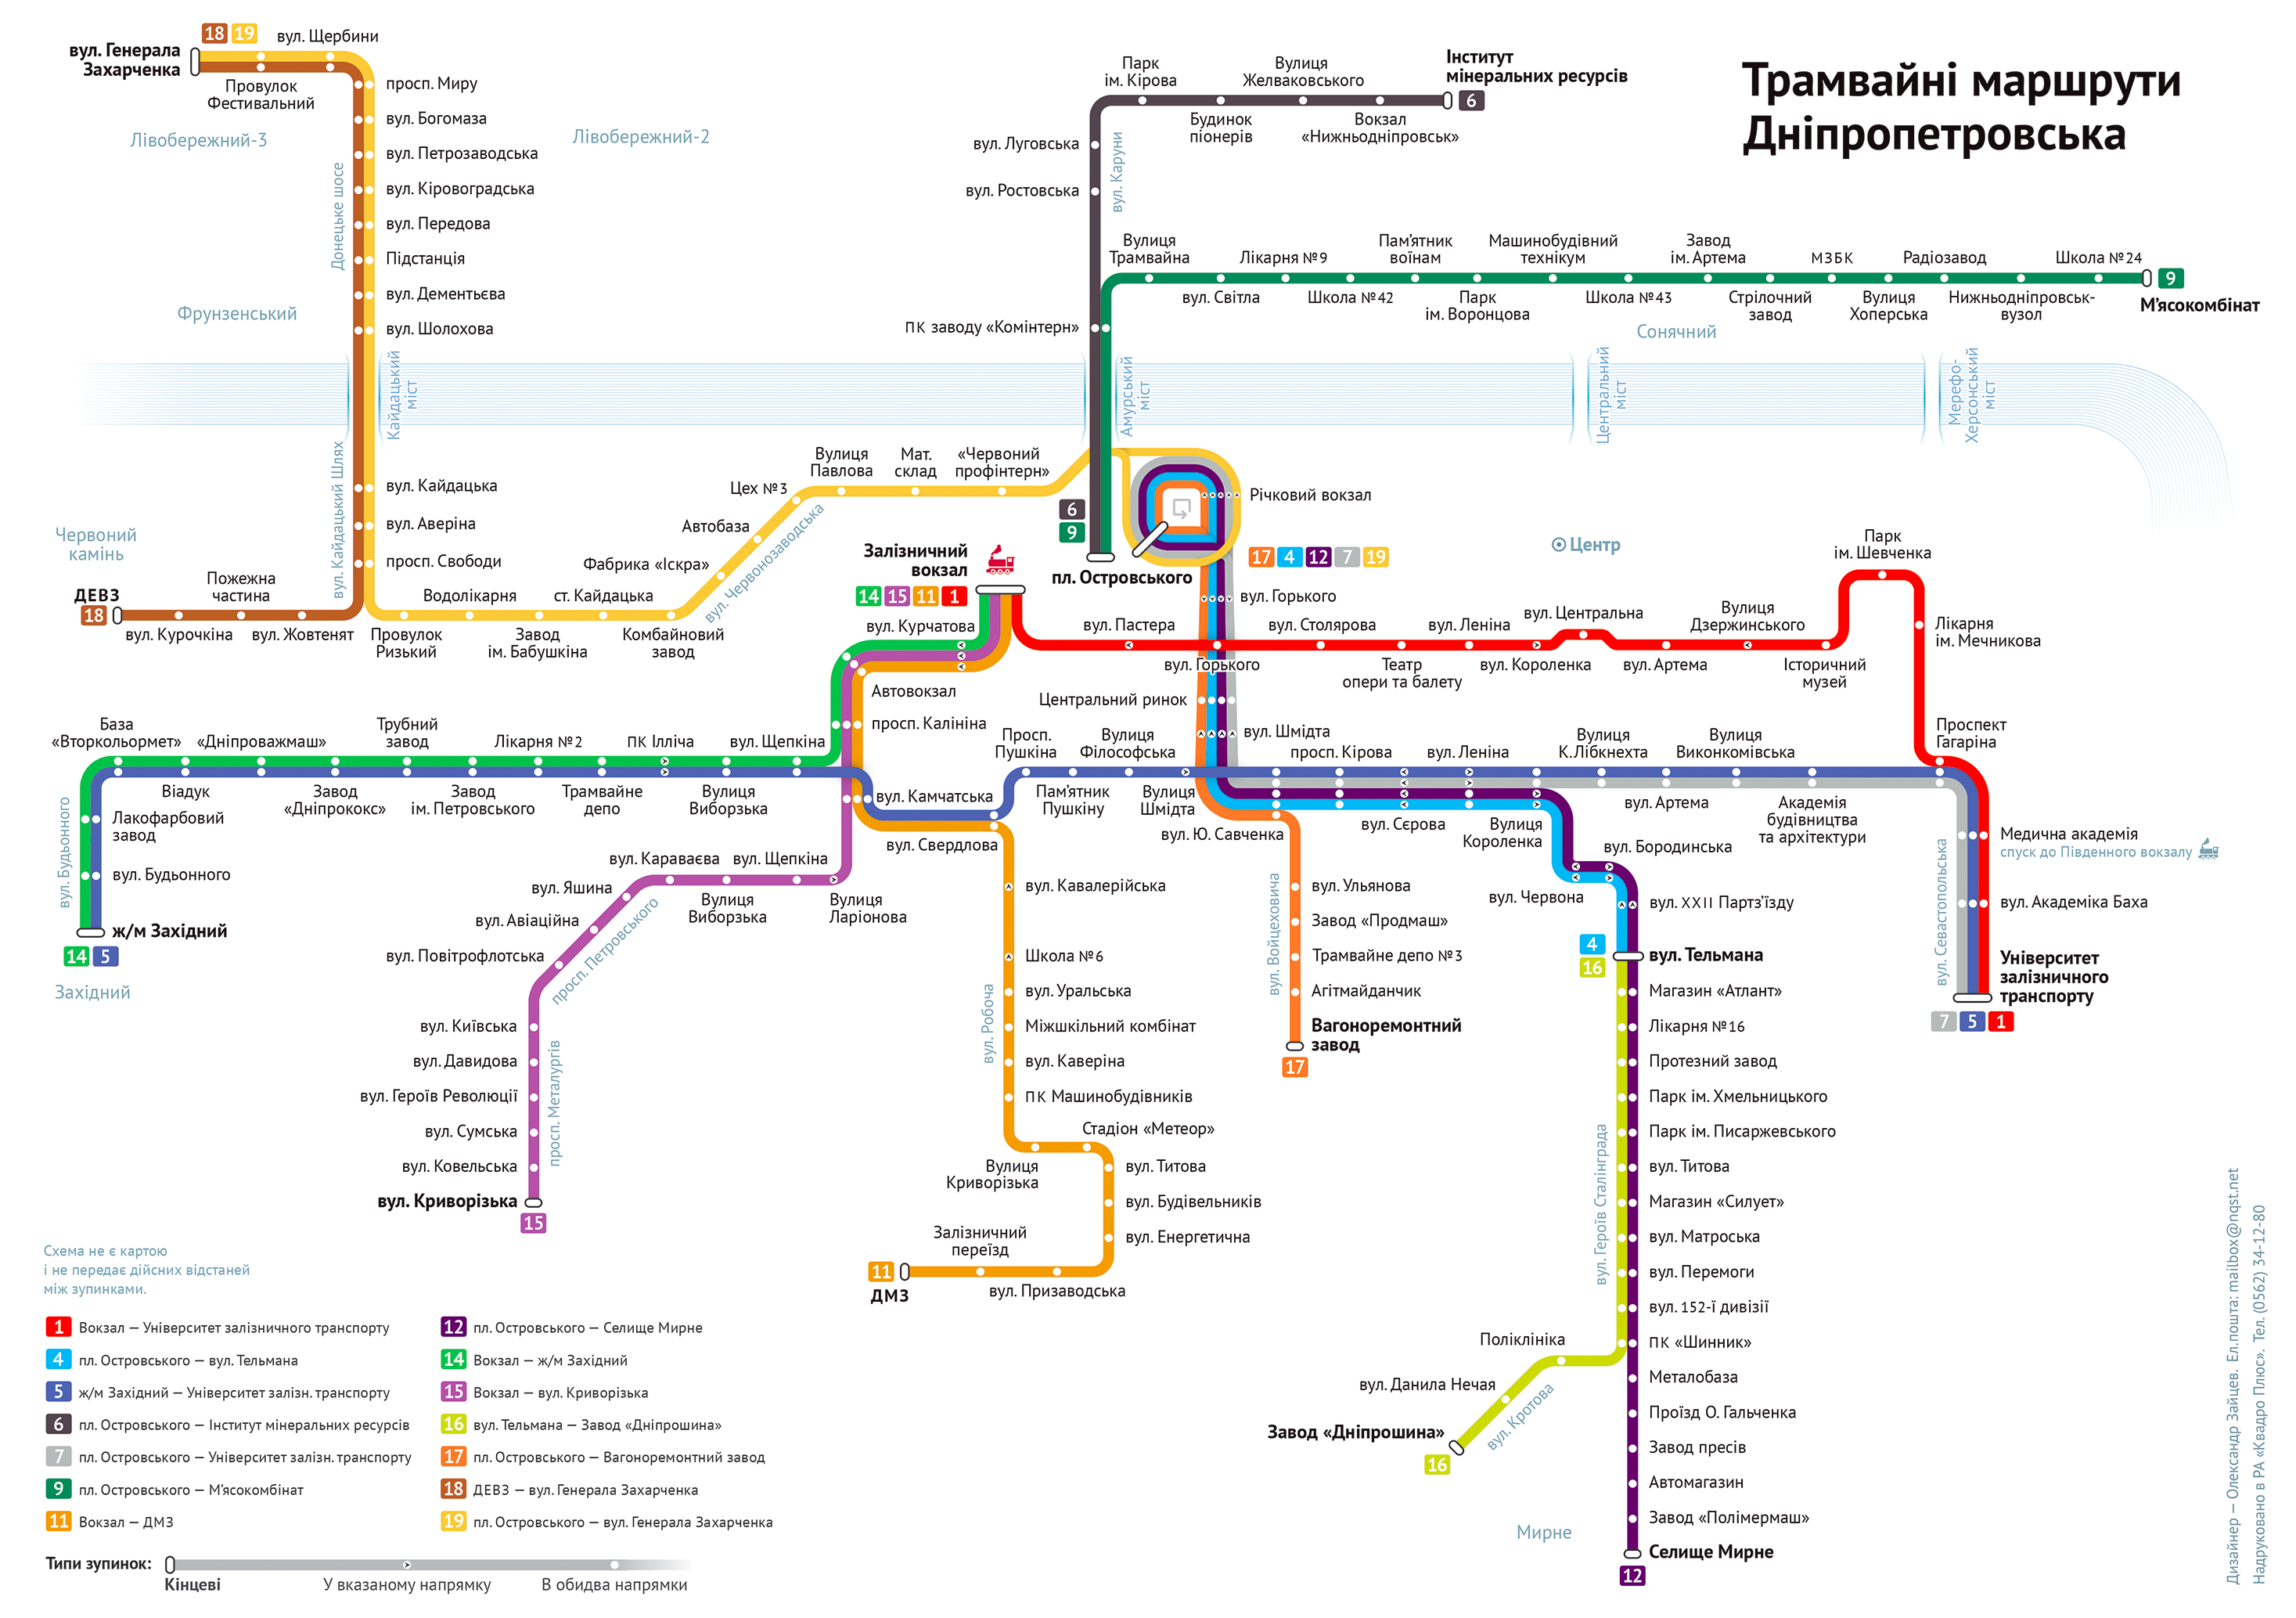 Трамвайні маршрути
Дніпропетровська
18 19
вул. Генерала
Захарченка
вул. Щербини
Провулок
Фестивальний
просп. Миру
вул. Богомаза
вул. Петрозаводська
вул. Кіровоградська
вул. Передова
Підстанція
вул. Дементьєва
вул. Шолохова
Лівобережний-3
Лівобережний-2
Донецьке шосе
Фрунзенський
Кайдацький
міст
вул. Кайдацький Шлях
вул. Кайдацька
вул. Аверіна
просп. Свободи
Червоний
камінь
ДЕВЗ
18
Пожежна
частина
вул. Курочкіна
вул. Жовтенят
Провулок
Ризький
Водолікарня
Завод
ім. Бабушкіна
ст. Кайдацька
Комбайновий
завод
Фабрика «Іскра»
Автобаза
Цех №3
вул. Червонозаводська
Вулиця
Павлова
Мат.
склад
«Червоний
профінтерн»
Парк
ім. Кірова
Вулиця
Желваковського
Інститут
мінеральних ресурсів
6
Будинок
піонерів
Вокзал
«Нижньодніпровськ»
вул. Луговська
вул. Ростовська
вул. Каруни
ПК заводу «Комінтерн»
Вулиця
Трамвайна
вул. Світла
Лікарня №9
Школа №42
Пам’ятник
воїнам
Парк
ім. Воронцова
Машинобудівний
технікум
Школа №43
Завод
ім. Артема
Стрілочний
завод
МЗБК
Вулиця
Хоперська
Радіозавод
Нижньодніпровськ-
вузол
Школа №24
9
М’ясокомбінат
Сонячний
Амурський
міст
Центральний
міст
Мерефо-
Херсонський
міст
6
9
пл. Островського
Річковий вокзал
17 4 12 7 19
Центр
Залізничний
вокзал
14 15 11 1
вул. Курчатова
Автовокзал
просп. Калініна
вул. Горького
вул. Пастера
вул. Горького
вул. Столярова
Театр
опери та балету
вул. Леніна
вул. Короленка
вул. Центральна
вул. Артема
Вулиця
Дзержинського
Історичний
музей
Парк
ім. Шевченка
Лікарня
ім. Мечникова
Проспект
Гагаріна
Центральний ринок
вул. Шмідта
База
«Вторкольормет»
Віадук
«Дніпроважмаш»
Завод
«Дніпрококс»
Трубний
завод
Завод
ім. Петровського
Лікарня №2
Трамвайне
депо
ПК Ілліча
Вулиця
Виборзька
вул. Щепкіна
вул. Будьонного
Лакофарбовий
завод
вул. Будьонного
ж/м Західний
14 5
Західний
вул. Камчатська
вул. Свердлова
Просп.
Пушкіна
Пам’ятник
Пушкіну
Вулиця
Філософська
Вулиця
Шмідта
просп. Кірова
вул. Леніна
вул. Сєрова
Вулиця
Короленка
Вулиця
К.Лібкнехта
вул. Артема
Вулиця
Виконкомівська
Академія
будівництва
та архітектури
Медична академія
спуск до Південного вокзалу
вул. Академіка Баха
вул. Севастопольська
Університет
залізничного
транспорту
7 5 1
вул. Ю. Савченка
вул. Ульянова
Завод «Продмаш»
Трамвайне депо №3
Агітмайданчик
Вагоноремонтний
завод
17
вул. Войцеховича
вул. Бородинська
вул. Червона
вул. XXII Партз’їзду
4
16
вул. Тельмана
Магазин «Атлант»
Лікарня №16
Протезний завод
Парк ім. Хмельницького
Парк ім. Писаржевського
вул. Титова
Магазин «Силует»
вул. Матроська
вул. Перемоги
вул. 152-ї дивізії
ПК «Шинник»
Металобаза
Проїзд О. Гальченка
Завод пресів
Автомагазин
Завод «Полімермаш»
Селище Мирне
12
Мирне
вул. Героїв Сталінграда
Поліклініка
вул. Данила Нечая
Завод «Дніпрошина»
16
вул. Кротова
вул. Караваєва
вул. Щепкіна
Вулиця
Виборзька
Вулиця
Ларіонова
вул. Яшина
вул. Авіаційна
вул. Повітрофлотська
просп. Петровського
вул. Київська
вул. Давидова
вул. Героїв Революції
вул. Сумська
вул. Ковельська
вул. Криворізька
15
просп. Металургів
вул. Кавалерійська
Школа №6
вул. Уральська
Міжшкільний комбінат
вул. Каверіна
ПК Машинобудівників
вул. Робоча
Стадіон «Метеор»
Вулиця
Криворізька
вул. Титова
вул. Будівельників
вул. Енергетична
Залізничний
переїзд
вул. Призаводська
11
ДМЗ
Схема не є картою
і не передає дійсних відстаней
між зупинками.
1 Вокзал — Університет залізничного транспорту
4 пл. Островського — вул. Тельмана
5 ж/м Західний — Університет залізн. транспорту
6 пл. Островського — Інститут мінеральних ресурсів
7 пл. Островського — Університет залізн. транспорту
9 пл. Островського — М’ясокомбінат
11 Вокзал — ДМЗ
12 пл. Островського — Селище Мирне
14 Вокзал — ж/м Західний
15 Вокзал — вул. Криворізька
16 вул. Тельмана — Завод «Дніпрошина»
17 пл. Островського — Вагоноремонтний завод
18 ДЕВЗ — вул. Генерала Захарченка
19 пл. Островського — вул. Генерала Захарченка
Типи зупинок:
Кінцеві
У вказаному напрямку
В обидва напрямки
Дизайнер — Олександр Зайцев. Ел.пошта: mailbox@nqst.net
Надруковано в РА «Квадро Плюс». Тел. (0562) 34-12-80